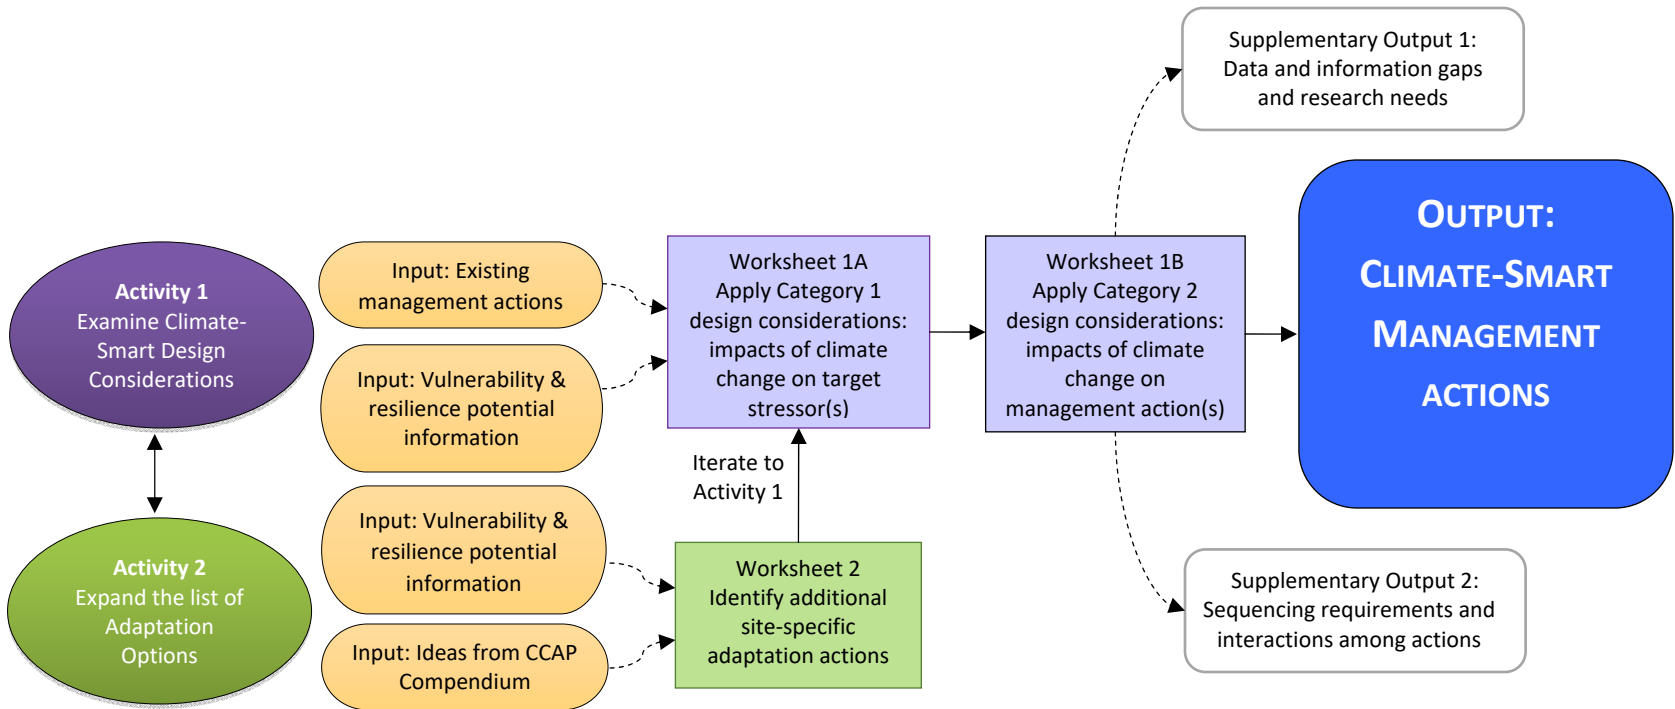 Supplementary Output 1:
Data and information gaps
and research needs
Activity 1
Examine Climate-
Smart Design
Considerations
Input: Existing
management actions
Input: Vulnerability &
resilience potential
information
Worksheet 1A
Apply Category 1
design considerations:
impacts of climate
change on target
stressor(s)
Worksheet 1B
Apply Category 2
design considerations:
impacts of climate
change on
management action(s)
OUTPUT:
CLIMATE-SMART
MANAGEMENT
ACTIONS
Iterate to
Activity 1
Activity 2
Expand the list of
Adaptation
Options
Input: Vulnerability &
resilience potential
information
Input: Ideas from CCAP
Compendium
Worksheet 2
Identify additional
site-specific
adaptation actions
Supplementary Output 2:
Sequencing requirements and
interactions among actions